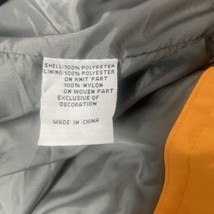 SHELL:100% POLYESTER
LINING:100% POLYESTER
ON KNIT PART
100% NYLON
ON WOVEN PART
EXCLUSIVE OF
DECORATION
MADE IN CHINA